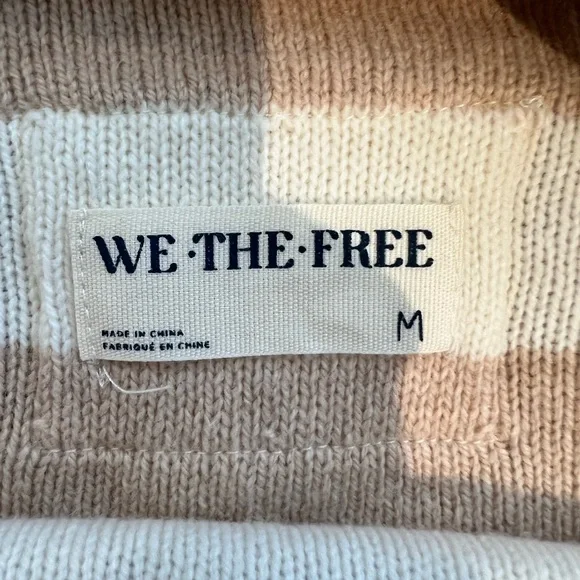 WE·THE·FREE
MADE IN CHINA
FABRIQUÉ EN CHINE
M